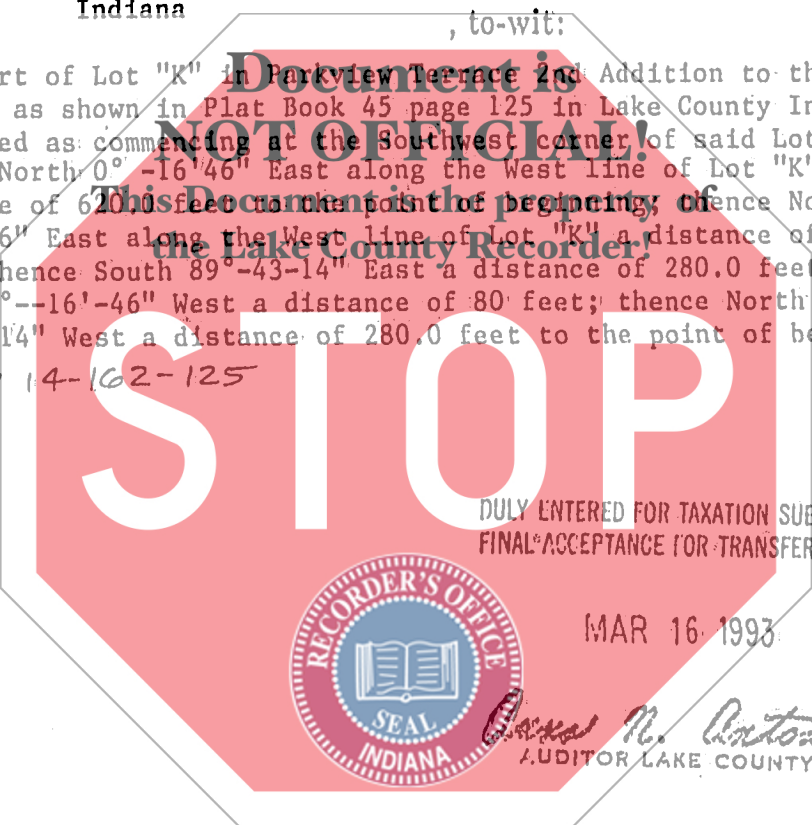 Indiana
, to-wit:
Document is
rt of Lot "K" in Parkview Terrace 2nd Addition to th
as shown in Plat Book 45 page 125 in Lake County In
NOT OFFICIAL!
ed as commencing at the Southwest corner of said Lot
North 0° -16'46" East along the West line of Lot "K"
This Document is the property of
e of 620.0 feet to the point of beginning; thence No
6" East along the West line of Lot "K" a distance of
the Lake County Recorder!
hence South 89°-43-14" East a distance of 280.0 feet
°--16'-46" West a distance of 80 feet; thence North
14" West a distance of 280.0 feet to the point of be
14-162-125
STOP
DULY ENTERED FOR TAXATION SUB
FINAL ACCEPTANCE FOR TRANSFER
RECORDER'S OFFICE
SEAL
INDIANA
MAR 16 1993
N. Anto
AUDITOR LAKE COUNTY